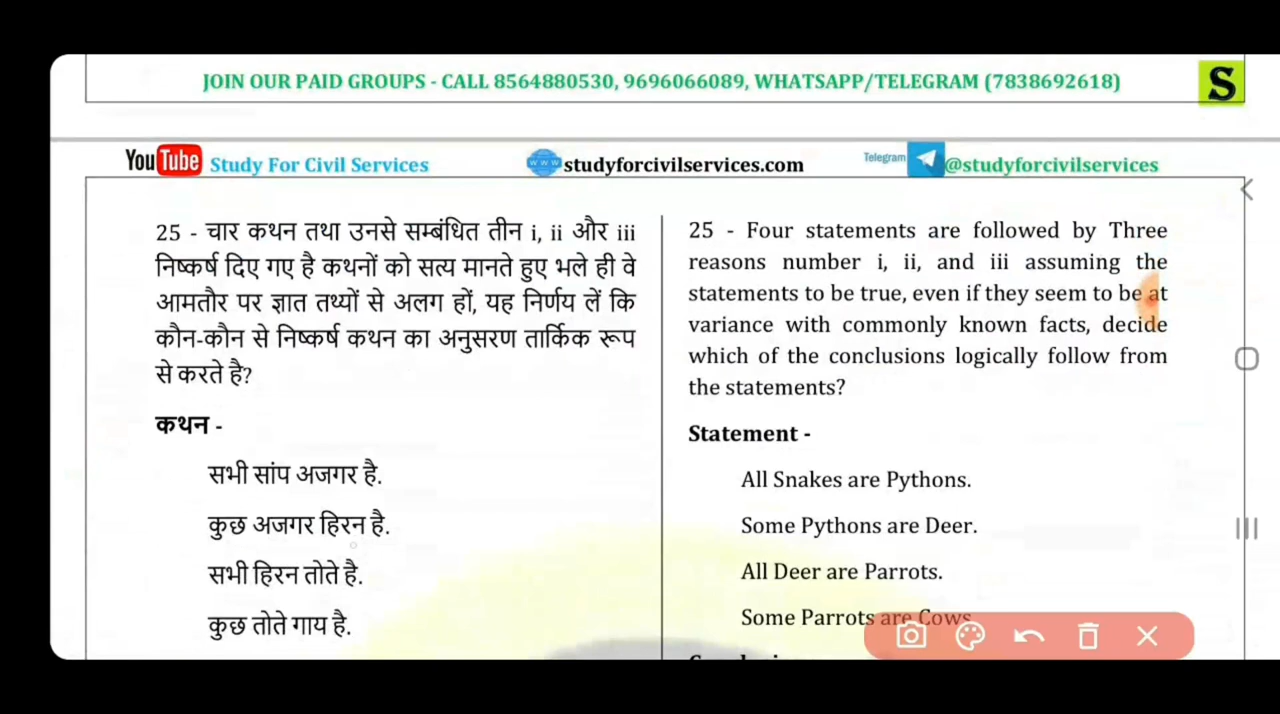 JOIN OUR PAID GROUPS - CALL 8564880530, 9696066089, WHATSAPP/TELEGRAM (7838692618)
S
YouTube Study For Civil Services
www studyforcivilservices.com
Telegram @studyforcivilservices
25 - चार कथन तथा उनसे सम्बंधित तीन i, ii और iii
निष्कर्ष दिए गए है कथनों को सत्य मानते हुए भले ही वे
आमतौर पर ज्ञात तथ्यों से अलग हों, यह निर्णय लें कि
कौन-कौन से निष्कर्ष कथन का अनुसरण तार्किक रूप
से करते है?
कथन -
सभी सांप अजगर है.
कुछ अजगर हिरन है.
सभी हिरन तोते है.
कुछ तोते गाय है.
25 - Four statements are followed by Three
reasons number i, ii, and iii assuming the
statements to be true, even if they seem to be at
variance with commonly known facts, decide
which of the conclusions logically follow from
the statements?
Statement -
All Snakes are Pythons.
Some Pythons are Deer.
All Deer are Parrots.
Some Parrots are Cows